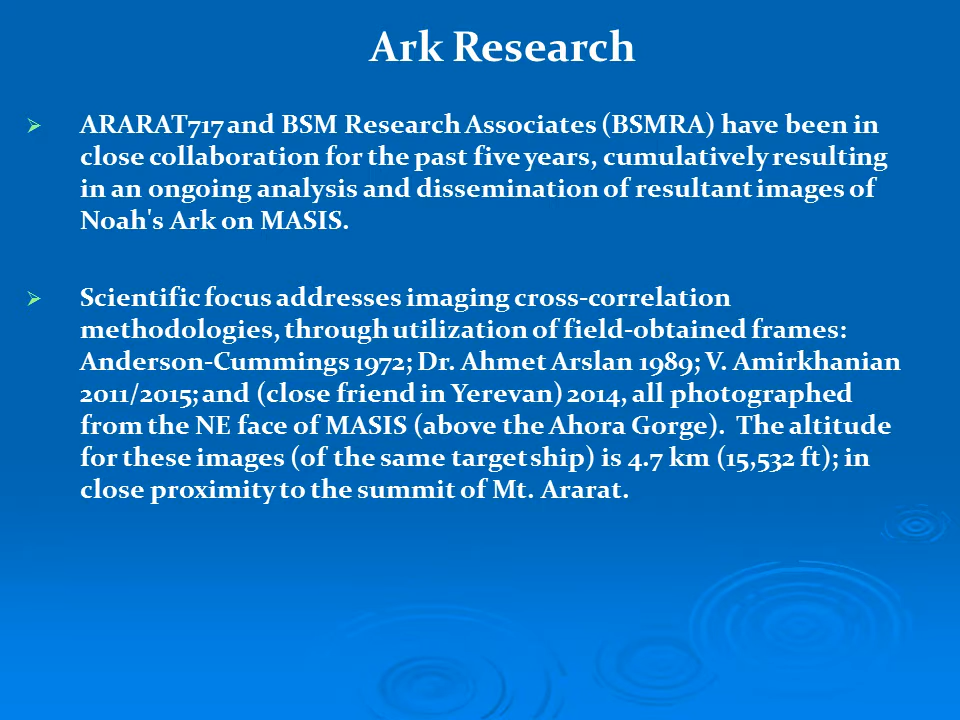 Ark Research
ARARAT717 and BSM Research Associates (BSMRA) have been in
close collaboration for the past five years, cumulatively resulting
in an ongoing analysis and dissemination of resultant images of
Noah's Ark on MASIS.
Scientific focus addresses imaging cross-correlation
methodologies, through utilization of field-obtained frames:
Anderson-Cummings 1972; Dr. Ahmet Arslan 1989; V. Amirkhanian
2011/2015; and (close friend in Yerevan) 2014, all photographed
from the NE face of MASIS (above the Ahora Gorge). The altitude
for these images (of the same target ship) is 4.7 km (15,532 ft); in
close proximity to the summit of Mt. Ararat.